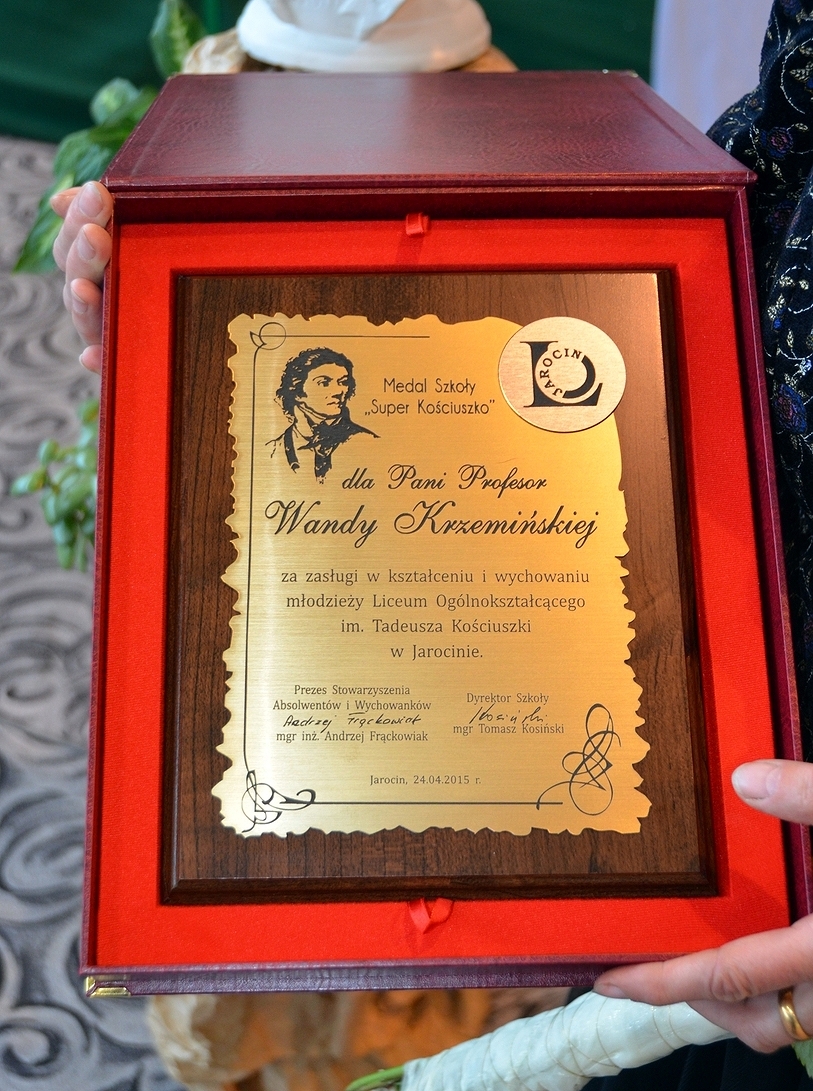 Medal Szkoły
„Super Kościuszko”
JAROCIN
LO
dla Pani Profesor
Wandy Krzemińskiej
za zasługi w kształceniu i wychowaniu
młodzieży Liceum Ogólnokształcącego
im. Tadeusza Kościuszki
w Jarocinie.
Prezes Stowarzyszenia
Absolwentów i Wychowanków
Andrzej Frąckowiak
mgr inż. Andrzej Frąckowiak
Dyrektor Szkoły
Kosiński
mgr Tomasz Kosiński
Jarocin, 24.04.2015 r.